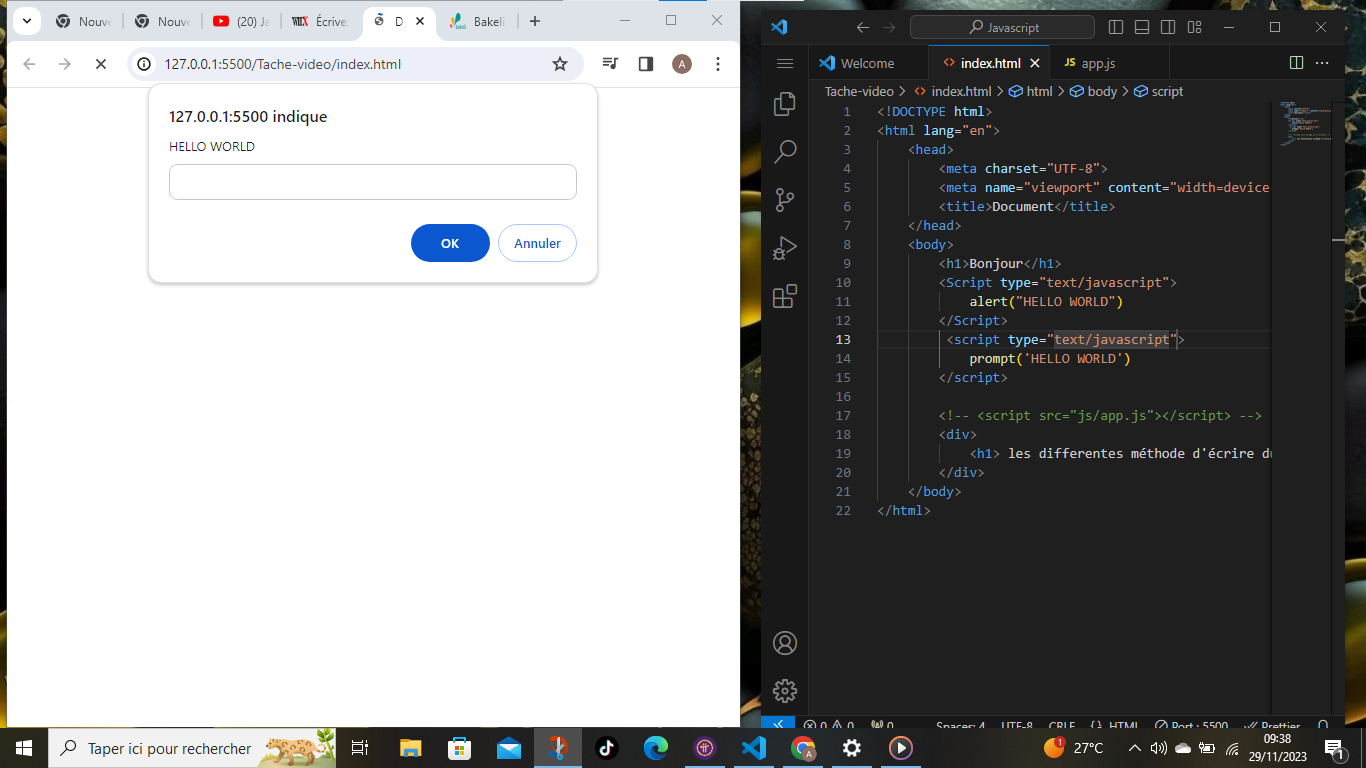 Nouve
Nouve
(20) Ja
Écrive
D
Bakeli
127.0.0.1:5500/Tache-video/index.html
A
127.0.0.1:5500 indique
HELLO WORLD
OK
Annuler
Javascript
Welcome
index.html
JS app.js
Tache-video > index.html > html > body > script
1 <!DOCTYPE html>
2 <html lang="en">
3 <head>
4 <meta charset="UTF-8">
5 <meta name="viewport" content="width=device
6 <title>Document</title>
7 </head>
8 <body>
9 <h1>Bonjour</h1>
10 <Script type="text/javascript">
11 alert("HELLO WORLD")
12 </Script>
13 <script type="text/javascript">
14 prompt('HELLO WORLD')
15 </script>
16
17 <!-- <script src="js/app.js"></script> -->
18 <div>
19 <h1> les differentes méthode d'écrire du
20 </div>
21 </body>
22 </html>
0 0 0 Spaces: 4 UTF-8 CRLF {} HTML Port : 5500 Prettier
Taper ici pour rechercher
A
1
27°C
09:38
29/11/2023
1